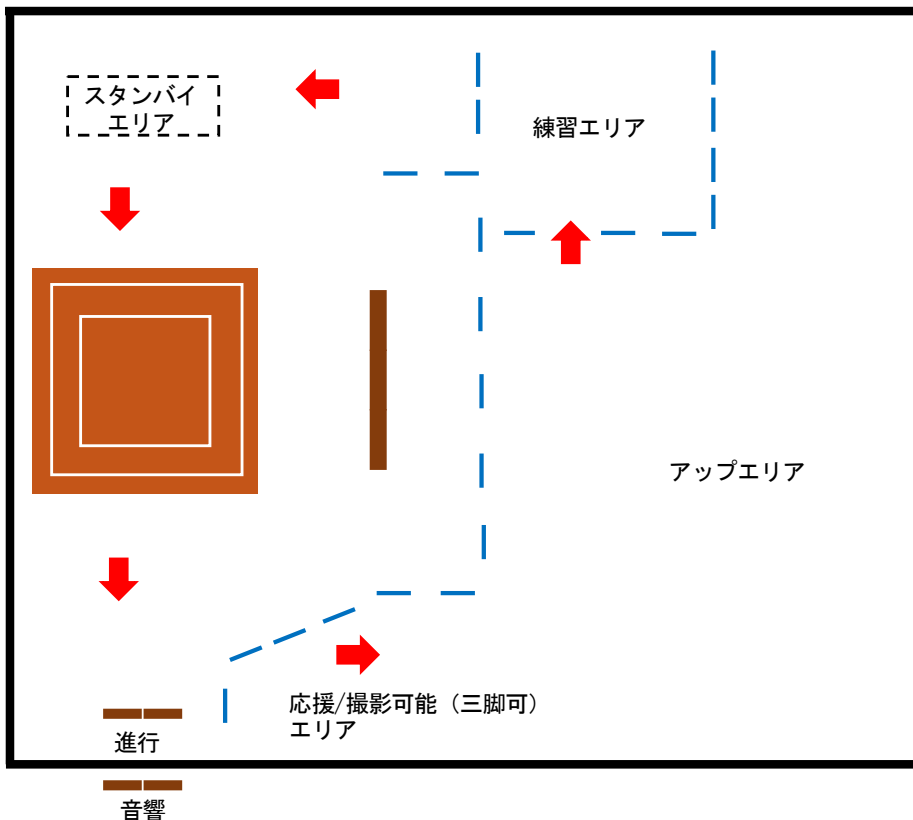 スタンバイ
エリア
練習エリア
アップエリア
応援/撮影可能（三脚可）
エリア
進行
音響